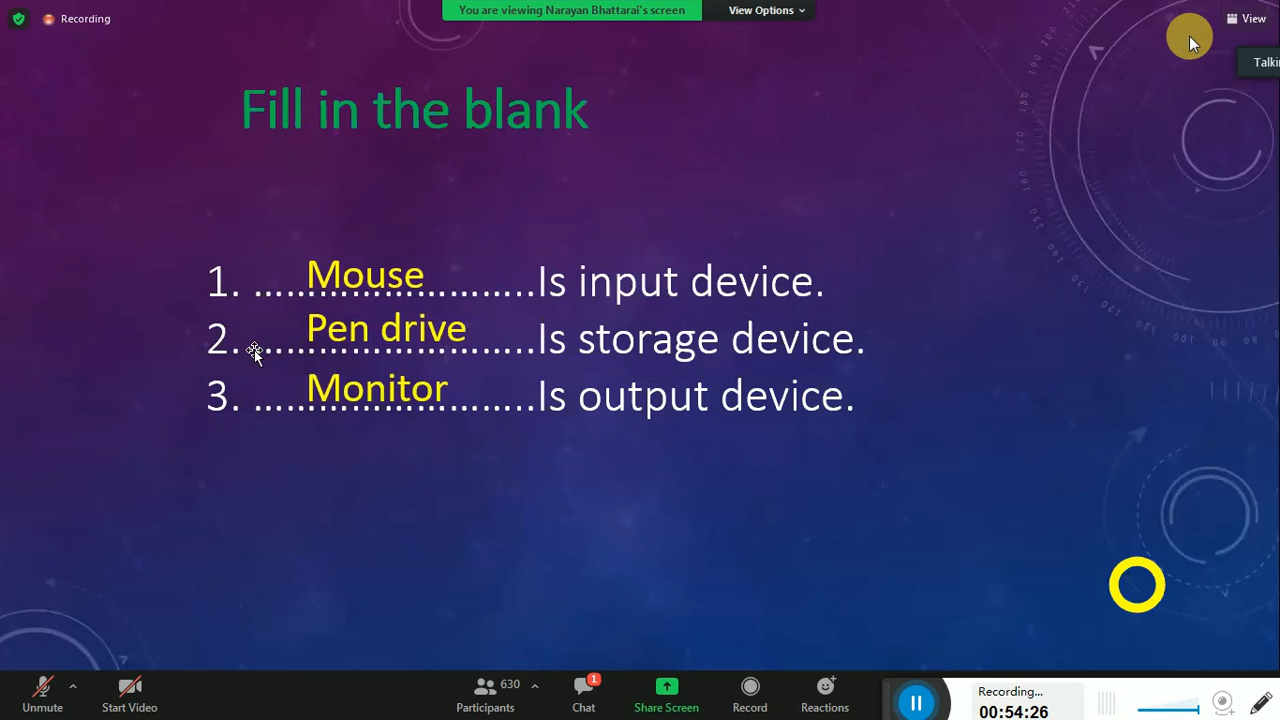 You are viewing Narayan Bhattarai's screen
View Options
Recording
View
Talki
Fill in the blank
1. ...............................Is input device.
Mouse
2. ...............................Is storage device.
Pen drive
3. ...............................Is output device.
Monitor
Unmute
Start Video
630
Participants
1
Chat
Share Screen
Record
Reactions
Recording...
00:54:26